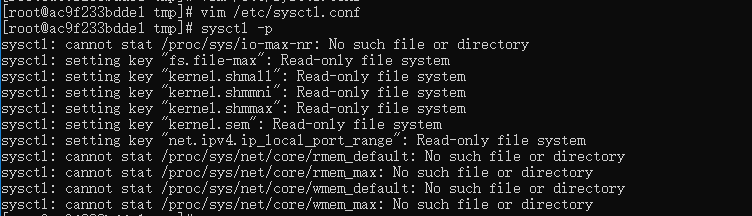 [root@ac9f233bdde1 tmp]# vim /etc/sysctl.conf
[root@ac9f233bdde1 tmp]# sysctl -p
sysctl: cannot stat /proc/sys/io-max-nr: No such file or directory
sysctl: setting key "fs.file-max": Read-only file system
sysctl: setting key "kernel.shmall": Read-only file system
sysctl: setting key "kernel.shmmni": Read-only file system
sysctl: setting key "kernel.shmmax": Read-only file system
sysctl: setting key "kernel.sem": Read-only file system
sysctl: setting key "net.ipv4.ip_local_port_range": Read-only file system
sysctl: cannot stat /proc/sys/net/core/rmem_default: No such file or directory
sysctl: cannot stat /proc/sys/net/core/rmem_max: No such file or directory
sysctl: cannot stat /proc/sys/net/core/wmem_default: No such file or directory
sysctl: cannot stat /proc/sys/net/core/wmem_max: No such file or directory